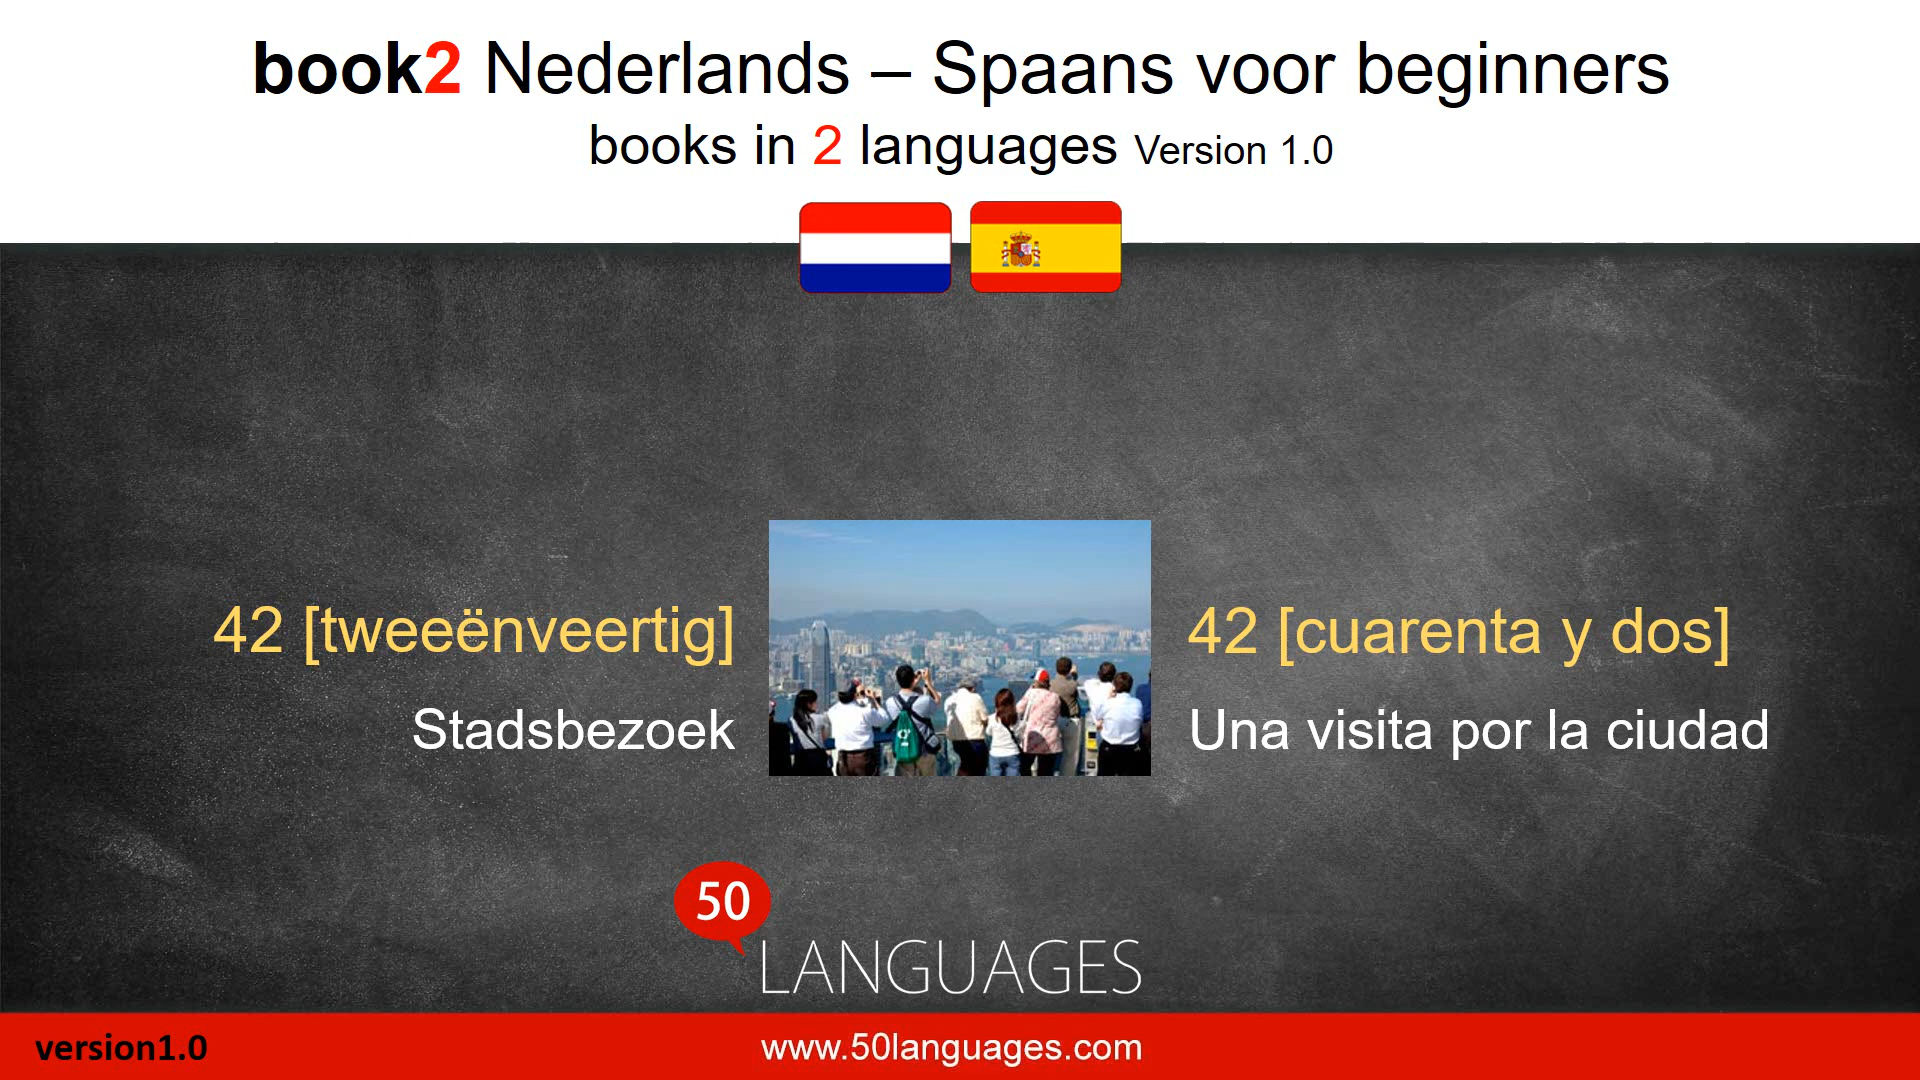 book2 Nederlands – Spaans voor beginners
books in 2 languages Version 1.0
42 [tweeënveertig]
Stadsbezoek
42 [cuarenta y dos]
Una visita por la ciudad
50
LANGUAGES
version1.0
www.50languages.com